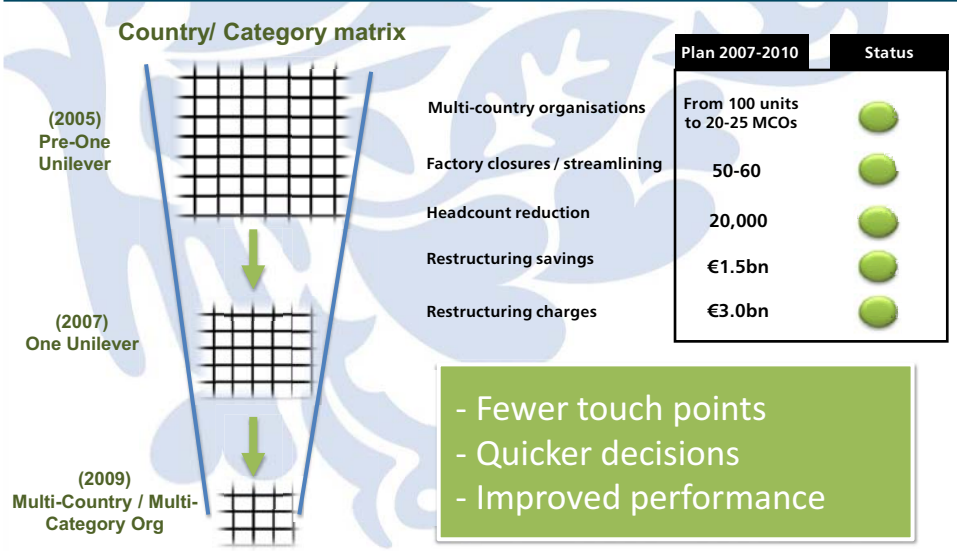 Country/ Category matrix
(2005)
Pre-One
Unilever
(2007)
One Unilever
(2009)
Multi-Country / Multi-
Category Org
Plan 2007-2010
Status
Multi-country organisations
From 100 units
to 20-25 MCOs
Factory closures / streamlining
50-60
Headcount reduction
20,000
Restructuring savings
€1.5bn
Restructuring charges
€3.0bn
- Fewer touch points
- Quicker decisions
- Improved performance